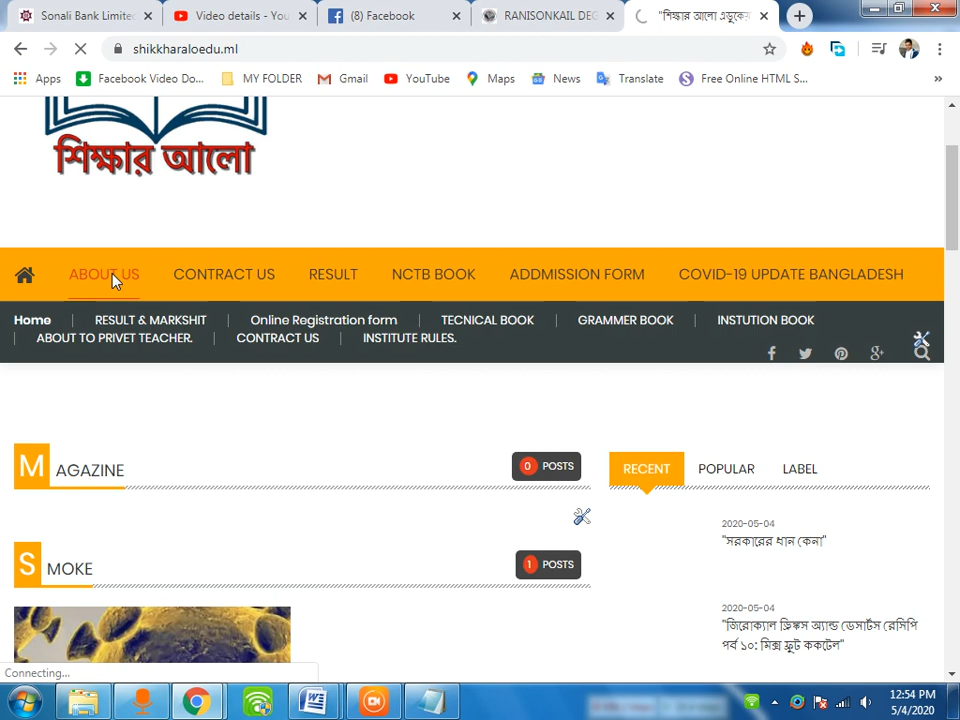 Sonali Bank Limite
Video details - You
(8) Facebook
RANISONKAIL DEG
"শিক্ষার আলো এডুকেয়
shikkharaloedu.ml
Apps
Facebook Video Do...
MY FOLDER
Gmail
YouTube
Maps
News
Translate
Free Online HTML S...
»
শিক্ষার আলো
ABOUT US
CONTRACT US
RESULT
NCTB BOOK
ADDMISSION FORM
COVID-19 UPDATE BANGLADESH
Home
RESULT & MARKSHIT
Online Registration form
TECNICAL BOOK
GRAMMER BOOK
INSTUTION BOOK
ABOUT TO PRIVET TEACHER.
CONTRACT US
INSTITUTE RULES.
MAGAZINE
0 POSTS
RECENT
POPULAR
LABEL
2020-05-04
"সরকারের ধান কেনা"
SMOKE
1 POSTS
2020-05-04
"জিরোক্যাল ড্রিঙ্কস অ্যান্ড ডেসার্টস রেসিপি
পর্ব ১০: মিক্স ফ্রুট ককটেল"
Connecting...
12:54 PM
5/4/2020